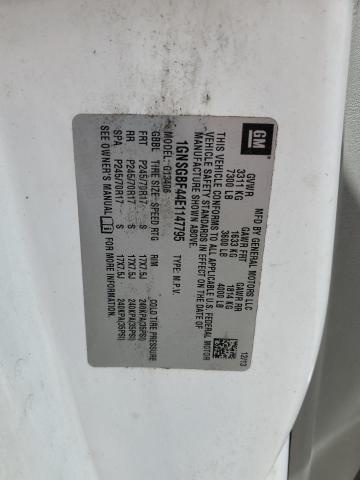 GM
MFD BY GENERAL MOTORS LLC
GVWR GAWR FRT GAWR RR
3311 KG 1633 KG 1814 KG
7300 LB 3600 LB 4000 LB
12/13
THIS VEHICLE CONFORMS TO ALL APPLICABLE U.S. FEDERAL MOTOR
VEHICLE SAFETY STANDARDS IN EFFECT ON THE DATE OF
MANUFACTURE SHOWN ABOVE.
1GNSGBF44E1147795 TYPE: M.P.V.
MODEL: G13406
GBBL TIRE SIZE SPEED RTG RIM COLD TIRE PRESSURE
FRT P245/70R17 S 17X7.5J 240KPA(35PSI)
RR P245/70R17 S 17X7.5J 240KPA(35PSI)
SPA P245/70R17 S 17X7.5J 240KPA(35PSI)
SEE OWNER'S MANUAL FOR MORE INFORMATION.